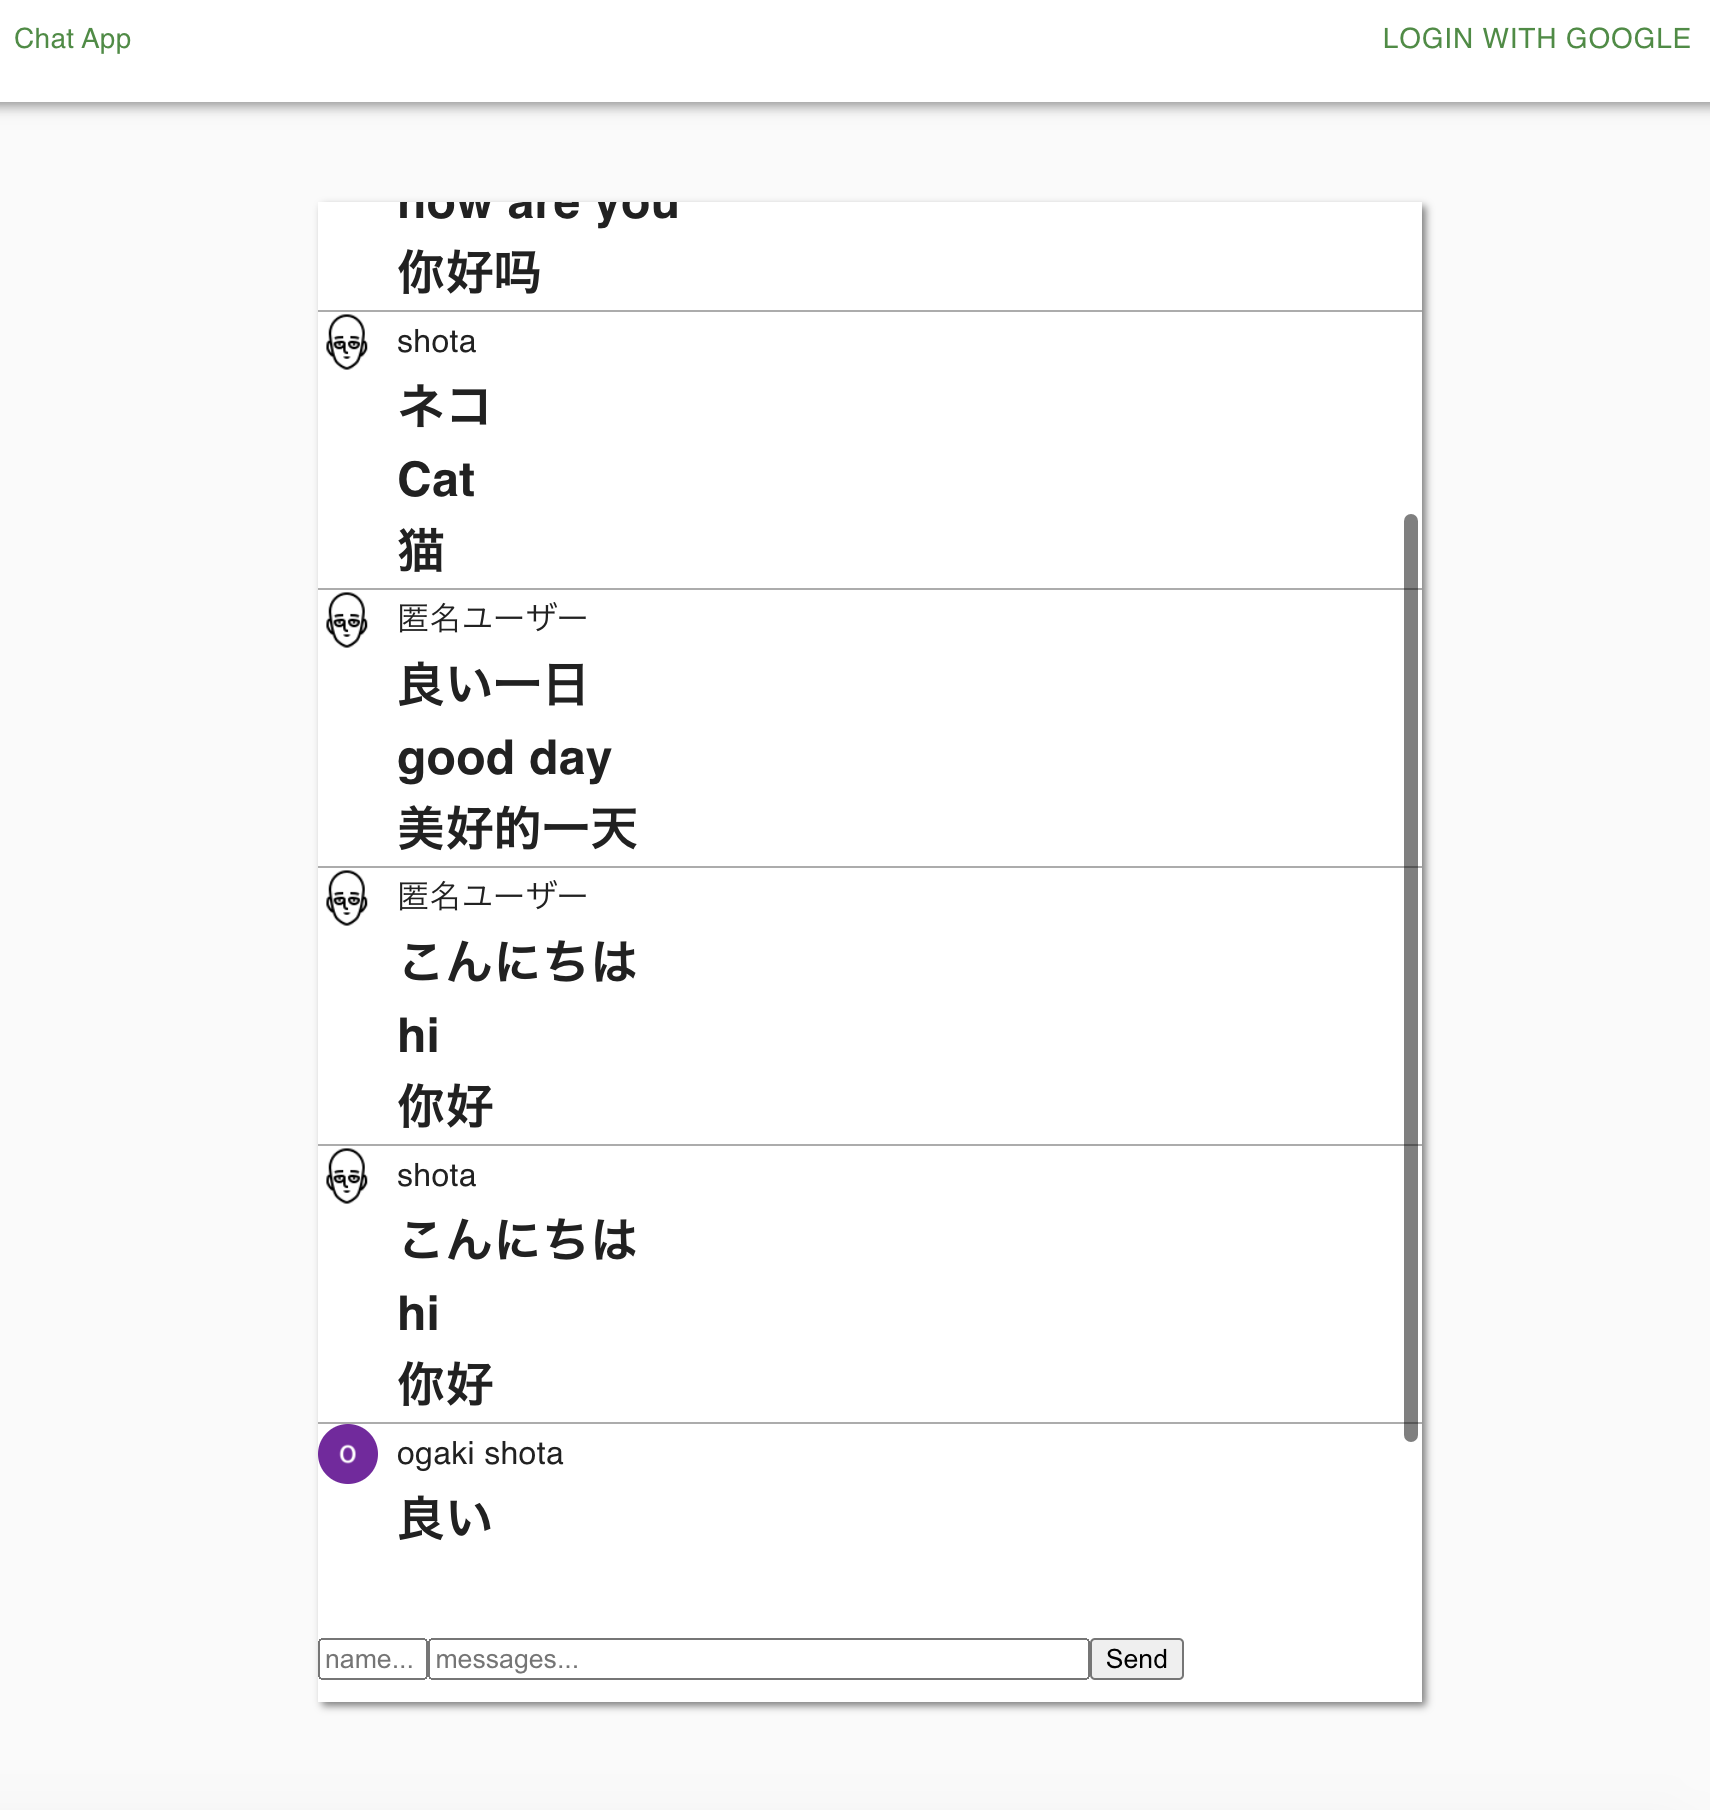 Chat App
LOGIN WITH GOOGLE
how are you
你好吗
shota
ネコ
Cat
猫
匿名ユーザー
良い一日
good day
美好的一天
匿名ユーザー
こんにちは
hi
你好
shota
こんにちは
hi
你好
o
ogaki shota
良い
name...
messages...
Send